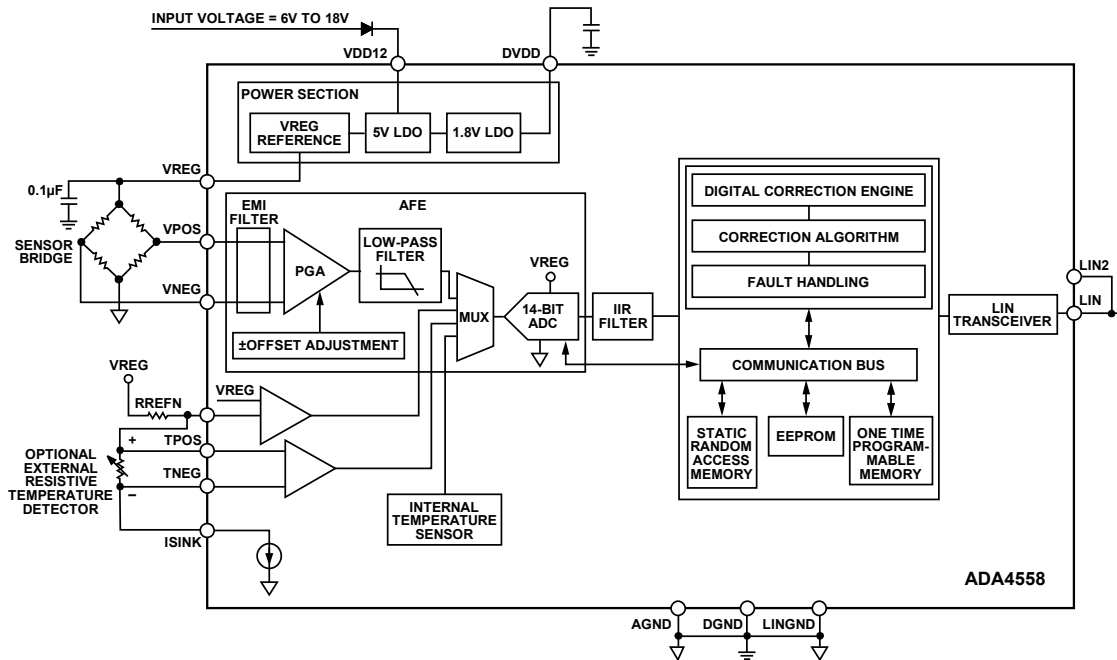 INPUT VOLTAGE = 6V TO 18V
VDD12
DVDD
POWER SECTION
VREG
REFERENCE
5V LDO
1.8V LDO
VREG
0.1µF
EMI
FILTER
AFE
VPOS
SENSOR
BRIDGE
VNEG
PGA
LOW-PASS
FILTER
±OFFSET ADJUSTMENT
MUX
VREG
14-BIT
ADC
IIR
FILTER
DIGITAL CORRECTION ENGINE
CORRECTION ALGORITHM
FAULT HANDLING
COMMUNICATION BUS
STATIC
RANDOM
ACCESS
MEMORY
EEPROM
ONE TIME
PROGRAM-
MABLE
MEMORY
LIN
TRANSCEIVER
LIN2
LIN
VREG
RREFN
VREG
+
TPOS
OPTIONAL
EXTERNAL
RESISTIVE
TEMPERATURE
DETECTOR
TNEG
–
ISINK
INTERNAL
TEMPERATURE
SENSOR
ADA4558
AGND
DGND
LINGND